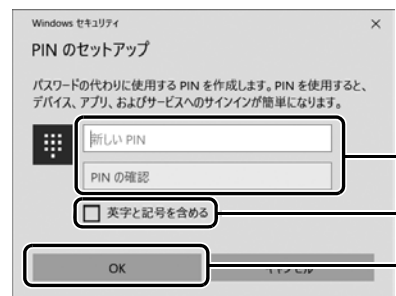 Windows セキュリティ
PIN のセットアップ
パスワードの代わりに使用する PIN を作成します。PIN を使用すると、
デバイス、アプリ、およびサービスへのサインインが簡単になります。
新しい PIN
PIN の確認
英字と記号を含める
OK